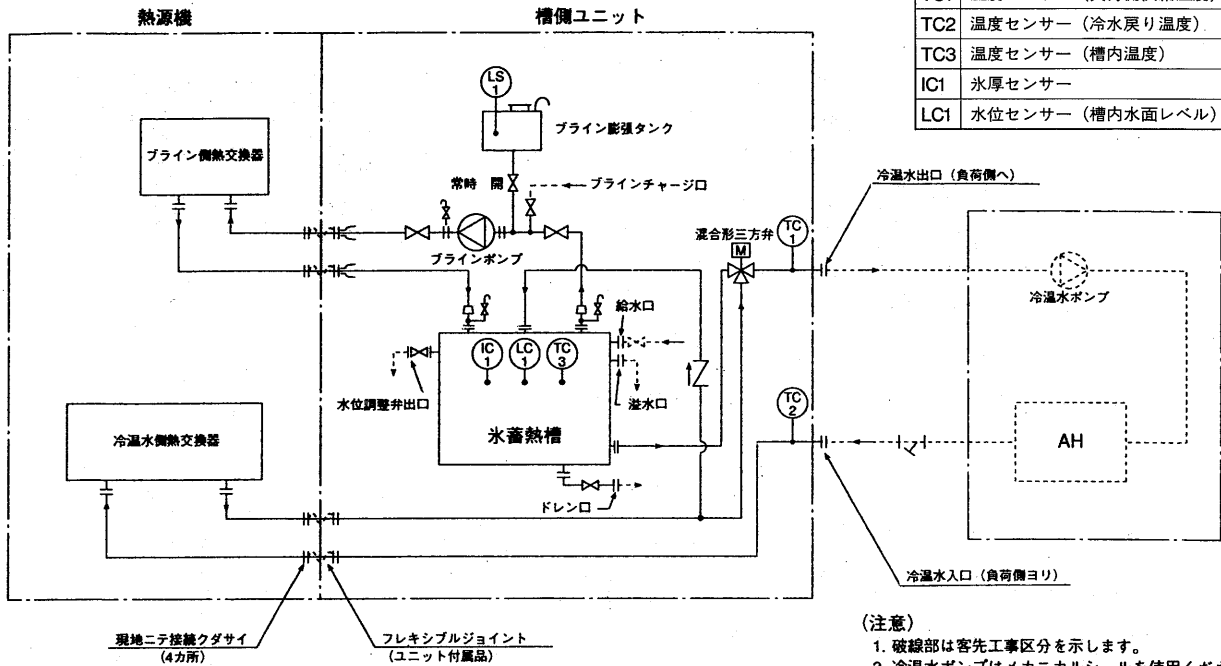 熱源機
槽側ユニット
TC2 温度センサー（冷水戻り温度）
TC3 温度センサー（槽内温度）
IC1 氷厚センサー
LC1 水位センサー（槽内水面レベル）
LS
1
ブライン膨張タンク
ブライン側熱交換器
常時 開
ブラインチャージ口
冷温水出口（負荷側へ）
混合形三方弁
M
TC
1
ブラインポンプ
冷温水ポンプ
給水口
IC
1
LC
1
TC
3
水位調整弁出口
溢水口
TC
2
冷温水側熱交換器
氷蓄熱槽
AH
ドレン口
冷温水入口（負荷側ヨリ）
現地ニテ接続クダサイ
(4カ所)
フレキシブルジョイント
(ユニット付属品)
(注意)
1. 破線部は客先工事区分を示します。